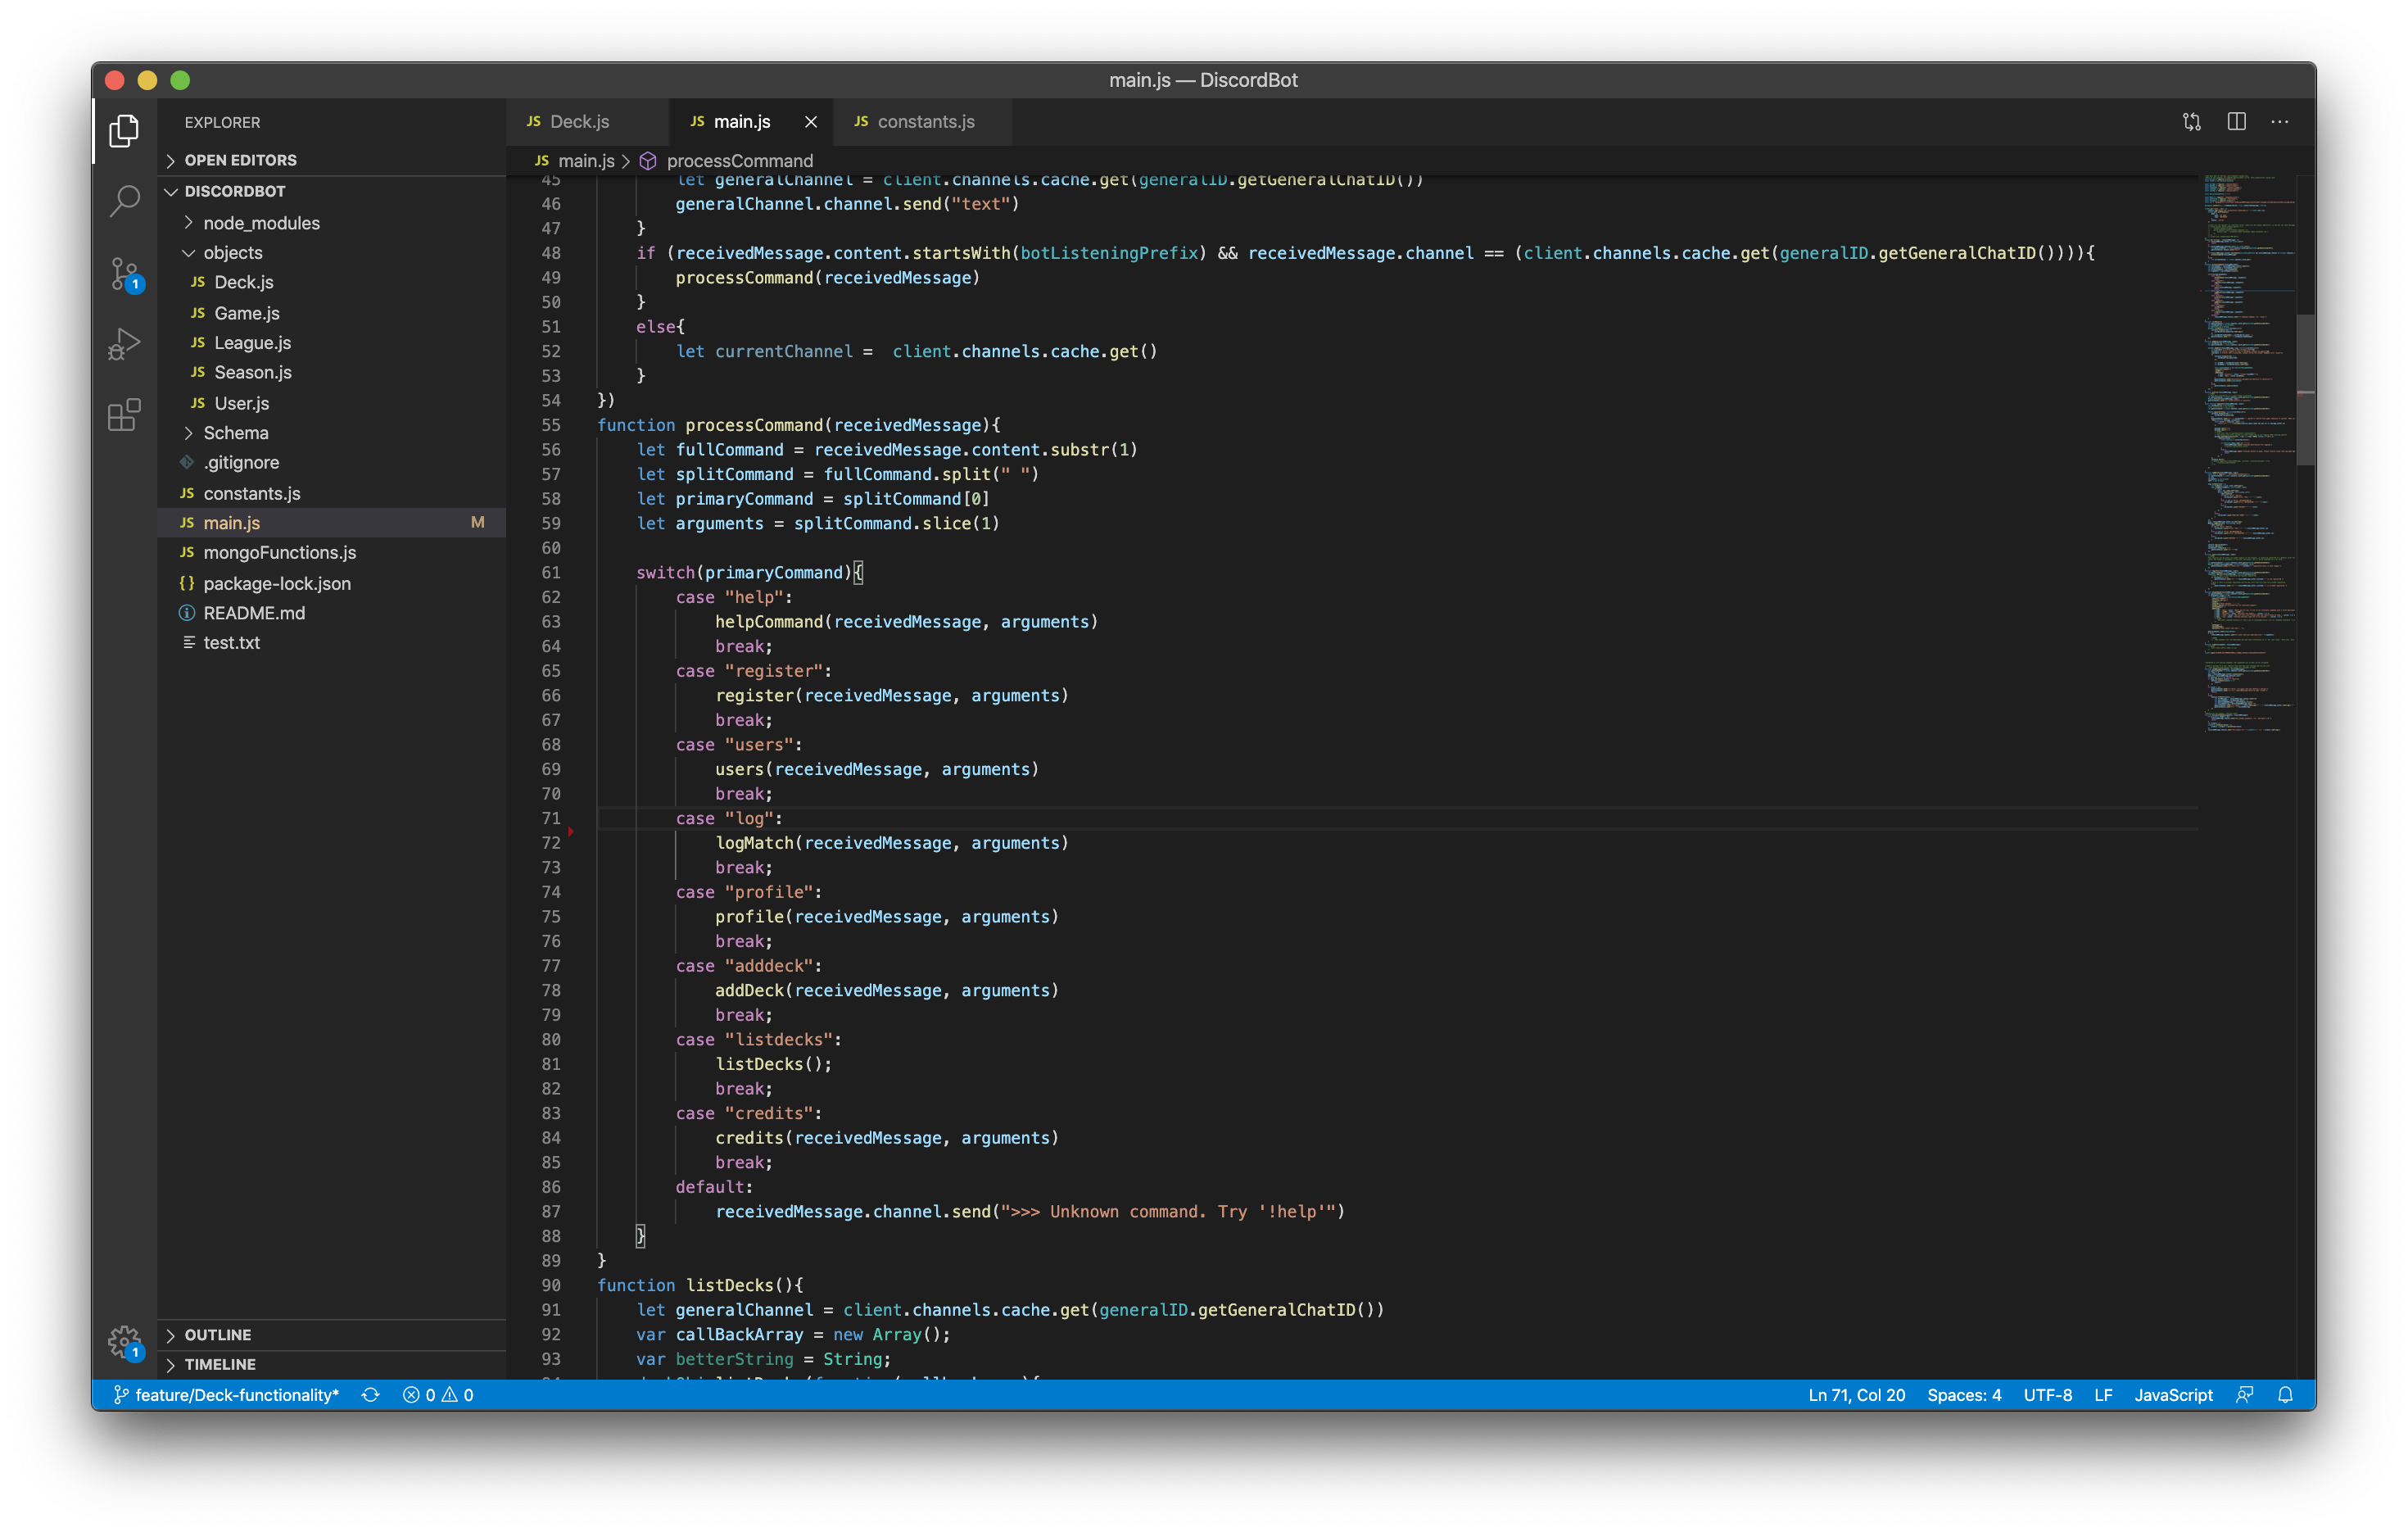 main.js — DiscordBot
EXPLORER
OPEN EDITORS
DISCORDBOT
node_modules
objects
JS Deck.js
JS Game.js
JS League.js
JS Season.js
JS User.js
Schema
.gitignore
JS constants.js
JS main.js M
JS mongoFunctions.js
{} package-lock.json
README.md
test.txt
OUTLINE
TIMELINE
1
1
JS Deck.js JS main.js JS constants.js
JS main.js > processCommand
45 let generalChannel = client.channels.cache.get(generalID.getGeneralChatID())
46 generalChannel.channel.send("text")
47 }
48 if (receivedMessage.content.startsWith(botListeningPrefix) && receivedMessage.channel == (client.channels.cache.get(generalID.getGeneralChatID()))){
49 processCommand(receivedMessage)
50 }
51 else{
52 let currentChannel =  client.channels.cache.get()
53 }
54 })
55 function processCommand(receivedMessage){
56 let fullCommand = receivedMessage.content.substr(1)
57 let splitCommand = fullCommand.split(" ")
58 let primaryCommand = splitCommand[0]
59 let arguments = splitCommand.slice(1)
60
61 switch(primaryCommand){
62 case "help":
63 helpCommand(receivedMessage, arguments)
64 break;
65 case "register":
66 register(receivedMessage, arguments)
67 break;
68 case "users":
69 users(receivedMessage, arguments)
70 break;
71 case "log":
72 logMatch(receivedMessage, arguments)
73 break;
74 case "profile":
75 profile(receivedMessage, arguments)
76 break;
77 case "adddeck":
78 addDeck(receivedMessage, arguments)
79 break;
80 case "listdecks":
81 listDecks();
82 break;
83 case "credits":
84 credits(receivedMessage, arguments)
85 break;
86 default:
87 receivedMessage.channel.send(">>> Unknown command. Try '!help'")
88 }
89 }
90 function listDecks(){
91 let generalChannel = client.channels.cache.get(generalID.getGeneralChatID())
92 var callBackArray = new Array();
93 var betterString = String;
feature/Deck-functionality* 0 0 Ln 71, Col 20 Spaces: 4 UTF-8 LF JavaScript